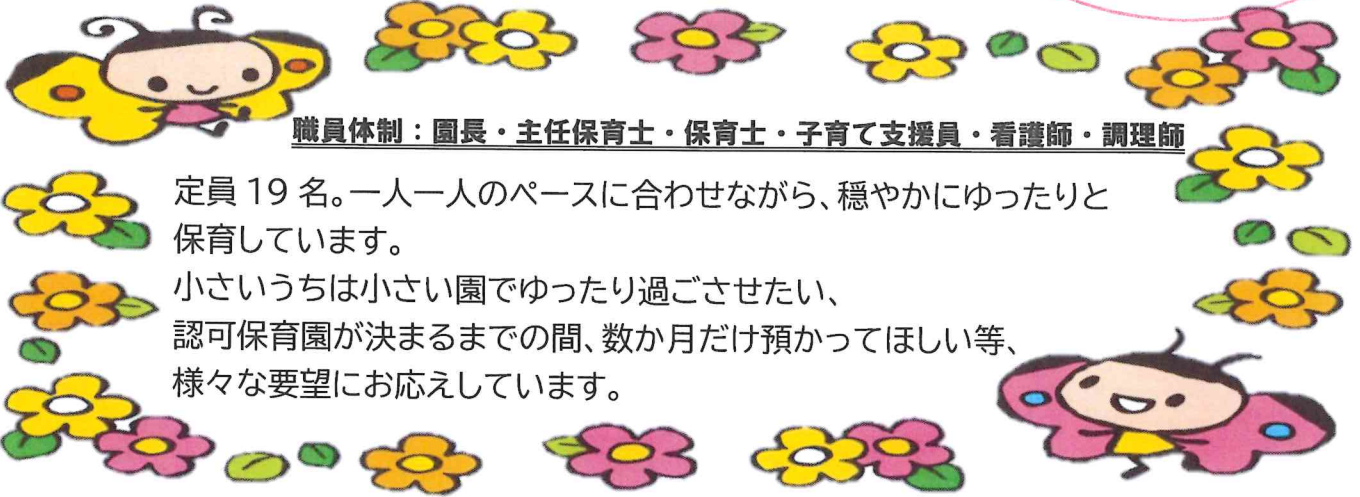 職員体制：園長・主任保育士・保育士・子育て支援員・看護師・調理師
定員 19 名。一人一人のペースに合わせながら、穏やかにゆったりと
保育しています。
小さいうちは小さい園でゆったり過ごさせたい、
認可保育園が決まるまでの間、数か月だけ預かってほしい等、
様々な要望にお応えしています。